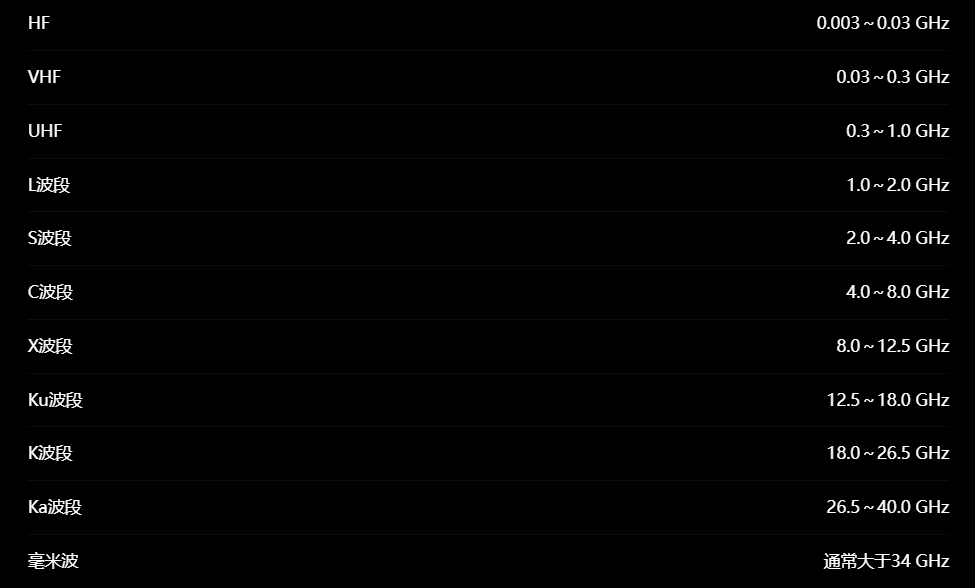 HF 0.003 ~ 0.03 GHz
VHF 0.03 ~ 0.3 GHz
UHF 0.3 ~ 1.0 GHz
L波段 1.0 ~ 2.0 GHz
S波段 2.0 ~ 4.0 GHz
C波段 4.0 ~ 8.0 GHz
X波段 8.0 ~ 12.5 GHz
Ku波段 12.5 ~ 18.0 GHz
K波段 18.0 ~ 26.5 GHz
Ka波段 26.5 ~ 40.0 GHz
毫米波 通常大于34 GHz